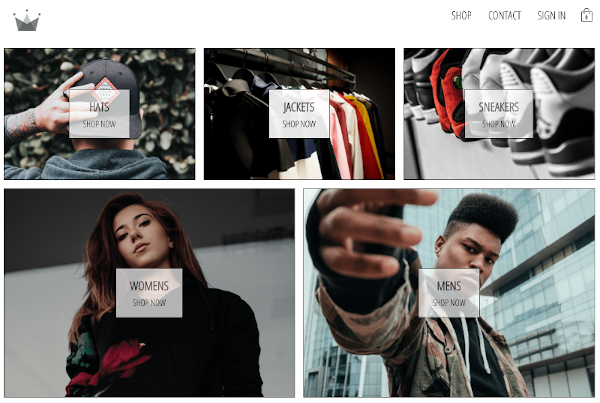 SHOP
CONTACT
SIGN IN
0
HATS
SHOP NOW
JACKETS
SHOP NOW
SNEAKERS
SHOP NOW
WOMENS
SHOP NOW
MENS
SHOP NOW